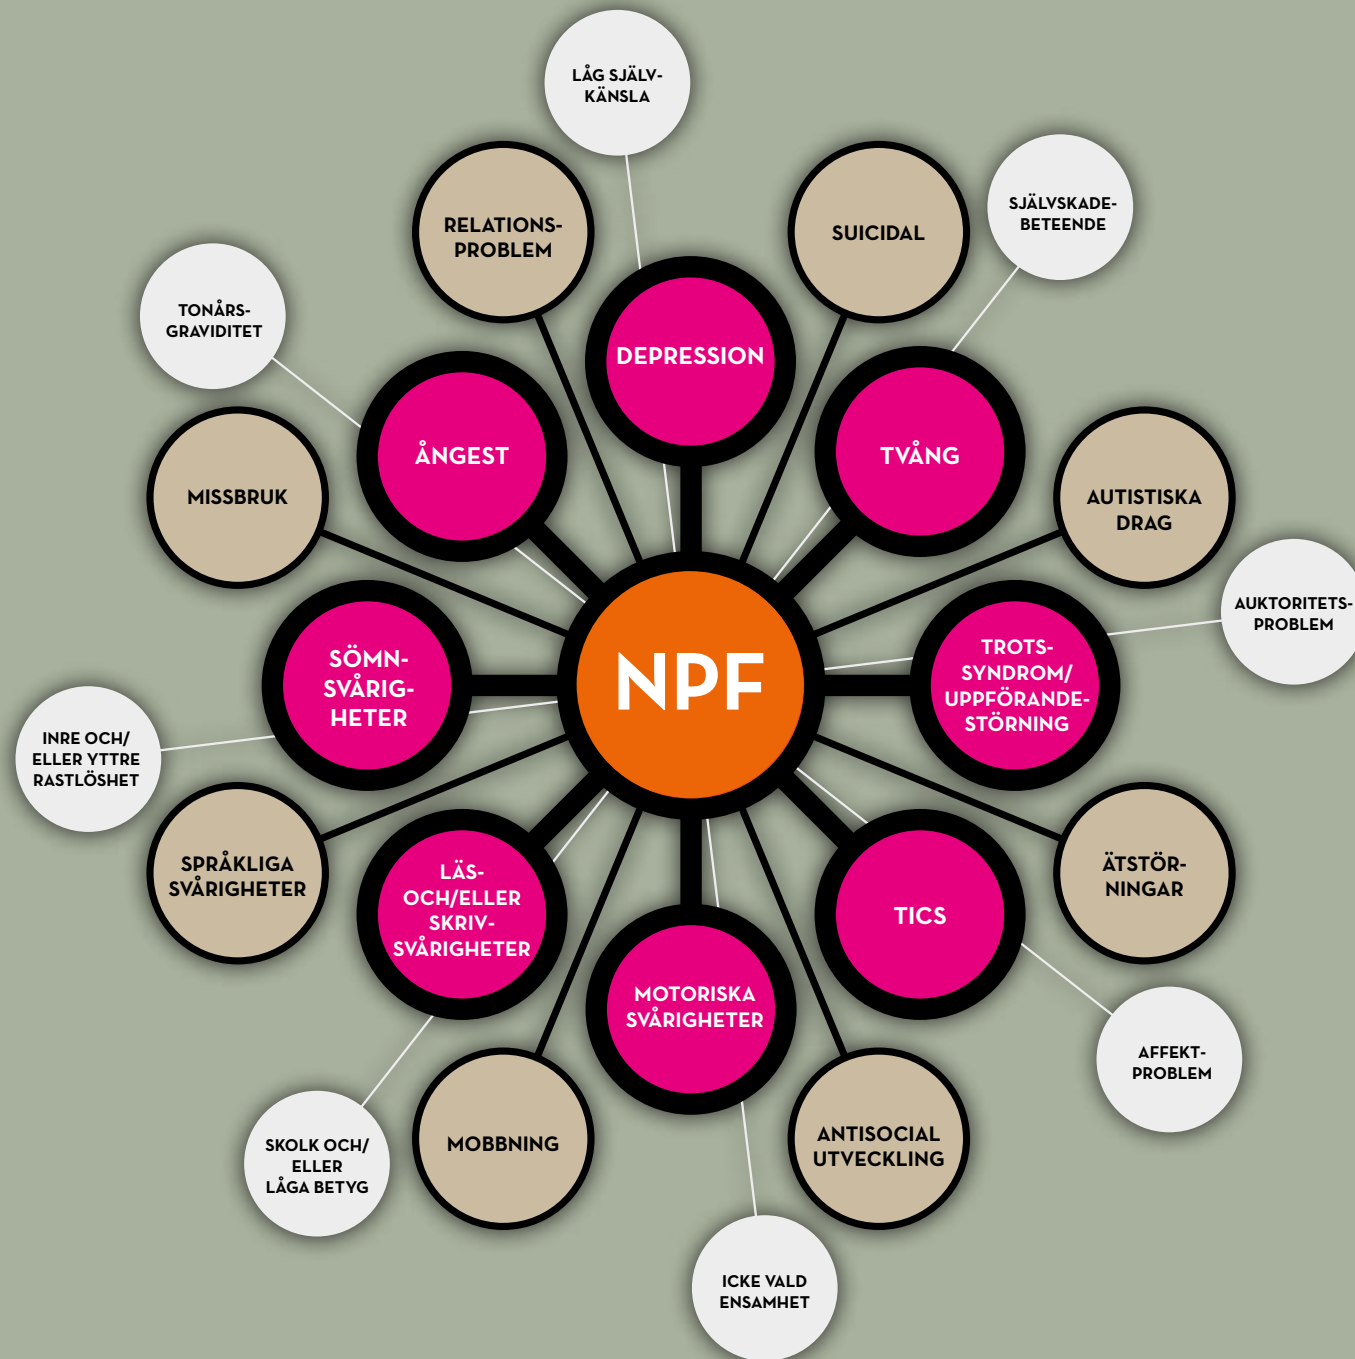 LÅG SJÄLV-
KÄNSLA
SJÄLVSKADE-
BETEENDE
RELATIONS-
PROBLEM
SUICIDAL
TONÅRS-
GRAVIDITET
DEPRESSION
ÅNGEST
TVÅNG
MISSBRUK
AUTISTISKA
DRAG
AUKTORITETS-
PROBLEM
SÖMN-
SVÅRIG-
HETER
NPF
TROTS-
SYNDROM/
UPPFÖRANDE-
STÖRNING
INRE OCH/
ELLER YTTRE
RASTLÖSHET
SPRÅKLIGA
SVÅRIGHETER
LÄS-
OCH/ELLER
SKRIV-
SVÅRIGHETER
TICS
ÄTSTÖR-
NINGAR
MOTORISKA
SVÅRIGHETER
AFFEKT-
PROBLEM
SKOLK OCH/
ELLER
LÅGA BETYG
MOBBNING
ANTISOCIAL
UTVECKLING
ICKE VALD
ENSAMHET